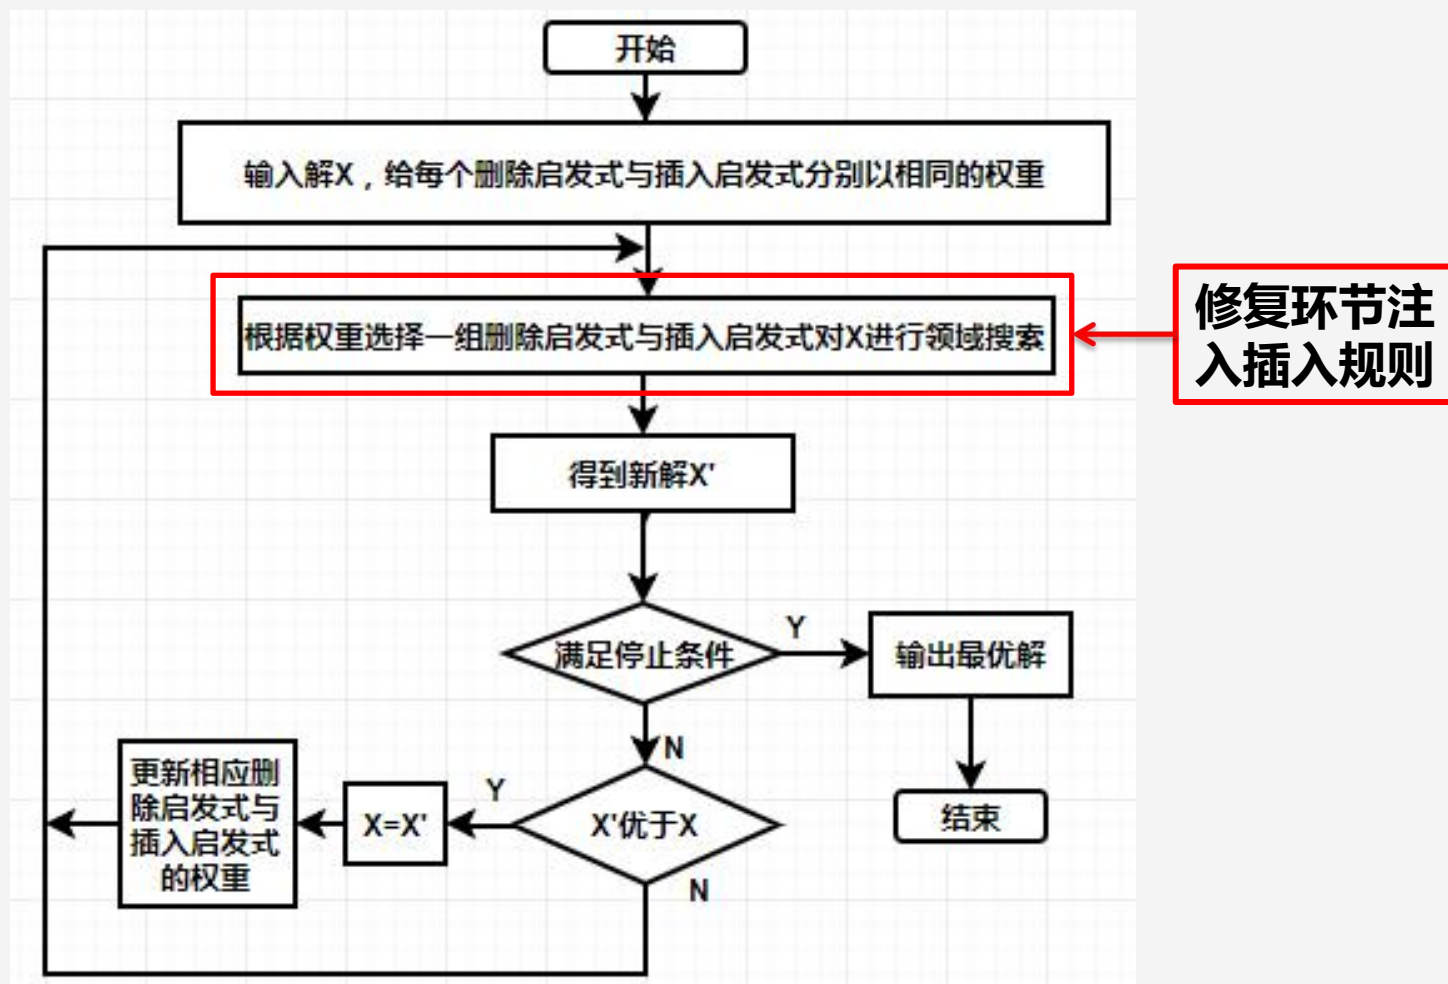 开始
输入解X，给每个删除启发式与插入启发式分别以相同的权重
根据权重选择一组删除启发式与插入启发式对X进行领域搜索
修复环节注
入插入规则
得到新解X'
满足停止条件
Y
输出最优解
N
更新相应删
除启发式与
插入启发式
的权重
X=X'
Y
X'优于X
结束
N